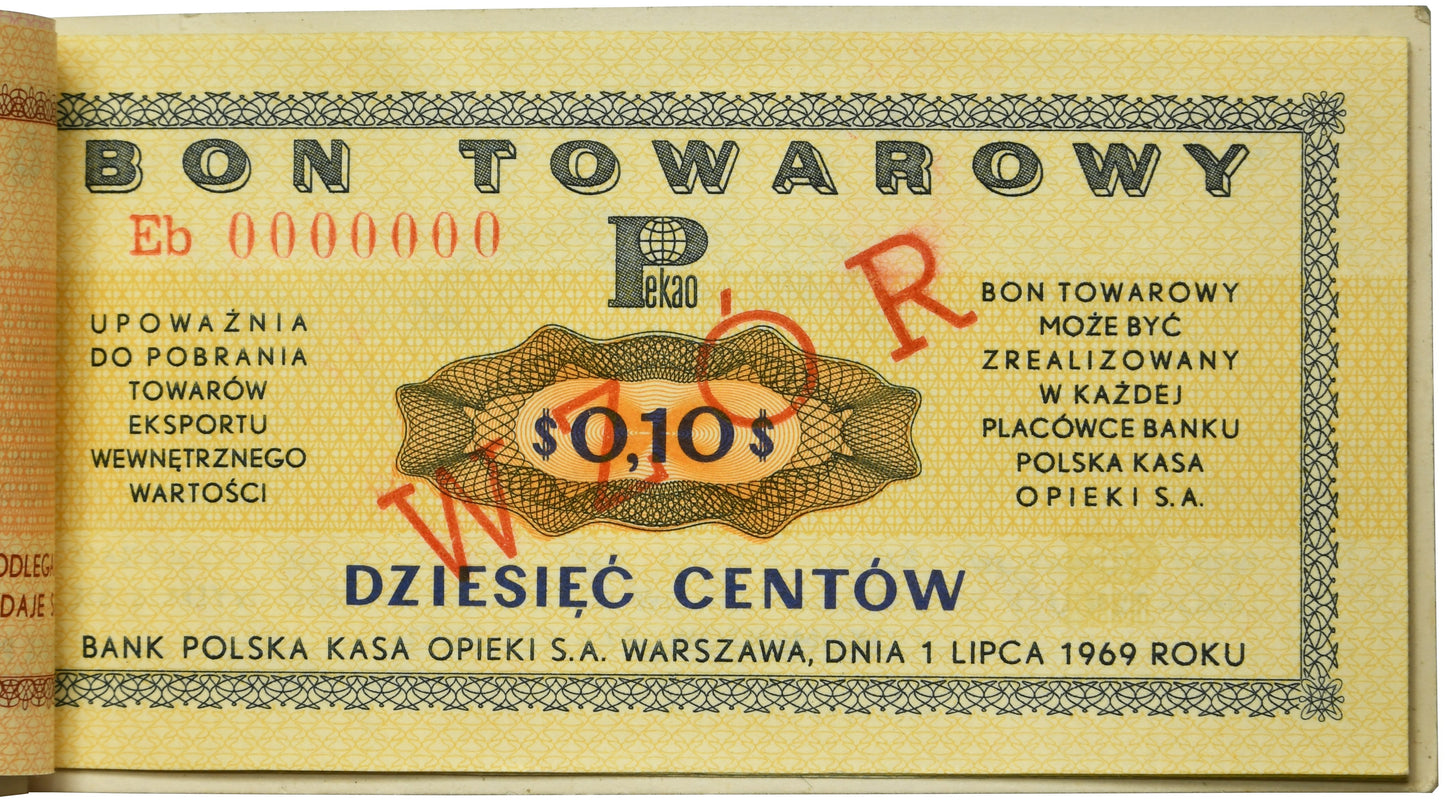 BON TOWAROWY
Eb 0000000
Pekao
UPOWAŻNIA
DO POBRANIA
TOWARÓW
EKSPORTU
WEWNĘTRZNEGO
WARTOŚCI
BON TOWAROWY
MOŻE BYĆ
ZREALIZOWANY
W KAŻDEJ
PLACÓWCE BANKU
POLSKA KASA
OPIEKI S.A.
$0,10$
WZÓR
DZIESIĘĆ CENTÓW
BANK POLSKA KASA OPIEKI S.A. WARSZAWA, DNIA 1 LIPCA 1969 ROKU